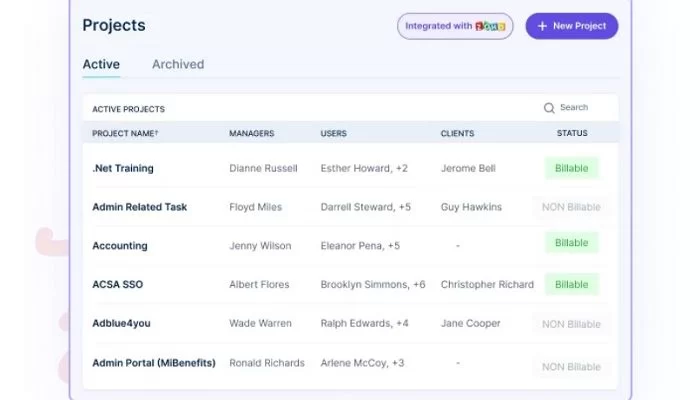 Projects
Integrated with ZOHO
+ New Project
Active Archived
ACTIVE PROJECTS
Search
PROJECT NAME↑ MANAGERS USERS CLIENTS STATUS
.Net Training Dianne Russell Esther Howard, +2 Jerome Bell Billable
Admin Related Task Floyd Miles Darrell Steward, +5 Guy Hawkins NON Billable
Accounting Jenny Wilson Eleanor Pena, +5 - Billable
ACSA SSO Albert Flores Brooklyn Simmons, +6 Christopher Richard Billable
Adblue4you Wade Warren Ralph Edwards, +4 Jane Cooper NON Billable
Admin Portal (MiBenefits) Ronald Richards Arlene McCoy, +3 - NON Billable